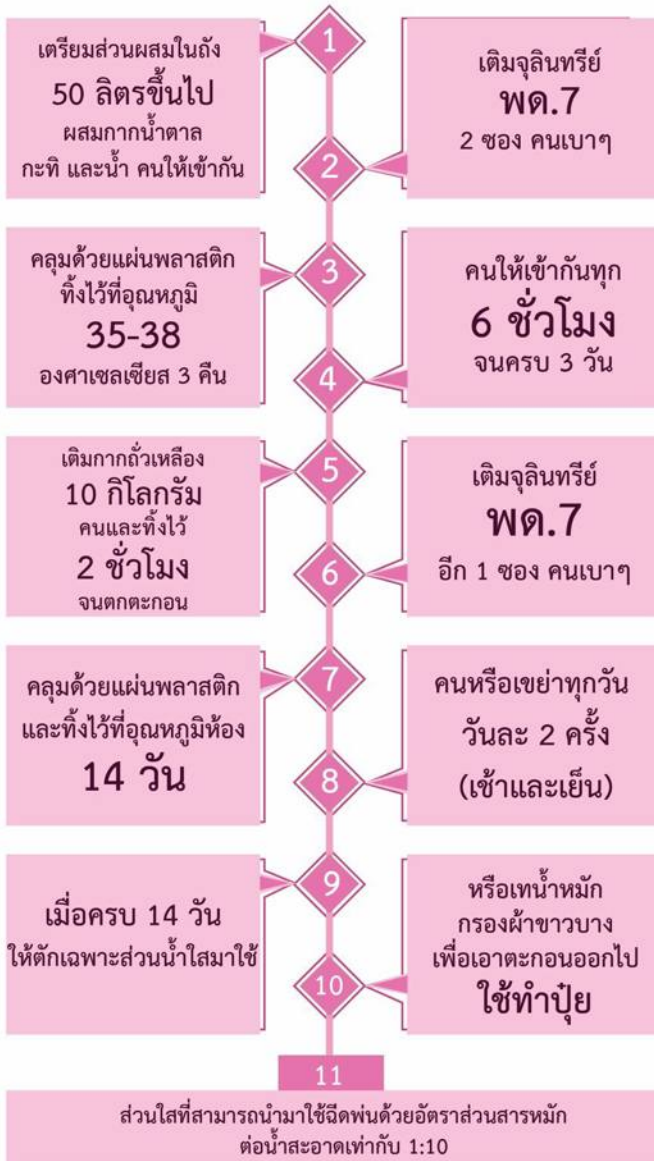 1
เตรียมส่วนผสมในถัง
50 ลิตรขึ้นไป
ผสมกากน้ำตาล
กะทิ และน้ำ คนให้เข้ากัน
2
เติมจุลินทรีย์
พด.7
2 ซอง คนเบาๆ
3
คลุมด้วยแผ่นพลาสติก
ทิ้งไว้ที่อุณหภูมิ
35-38
องศาเซลเซียส 3 คืน
4
คนให้เข้ากันทุก
6 ชั่วโมง
จนครบ 3 วัน
5
เติมกากถั่วเหลือง
10 กิโลกรัม
คนและทิ้งไว้
2 ชั่วโมง
จนตกตะกอน
6
เติมจุลินทรีย์
พด.7
อีก 1 ซอง คนเบาๆ
7
คลุมด้วยแผ่นพลาสติก
และทิ้งไว้ที่อุณหภูมิห้อง
14 วัน
8
คนหรือเขย่าทุกวัน
วันละ 2 ครั้ง
(เช้าและเย็น)
9
เมื่อครบ 14 วัน
ให้ตักเฉพาะส่วนน้ำใสมาใช้
10
หรือเทน้ำหมัก
กรองผ้าขาวบาง
เพื่อเอาตะกอนออกไป
ใช้ทำปุ๋ย
11
ส่วนใสที่สามารถนำมาใช้ฉีดพ่นด้วยอัตราส่วนสารหมัก
ต่อน้ำสะอาดเท่ากับ 1:10